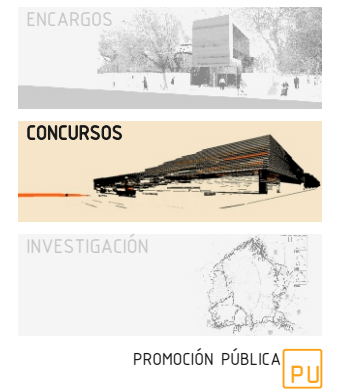 ENCARGOS
CONCURSOS
INVESTIGACIÓN
PROMOCIÓN PÚBLICA
PU